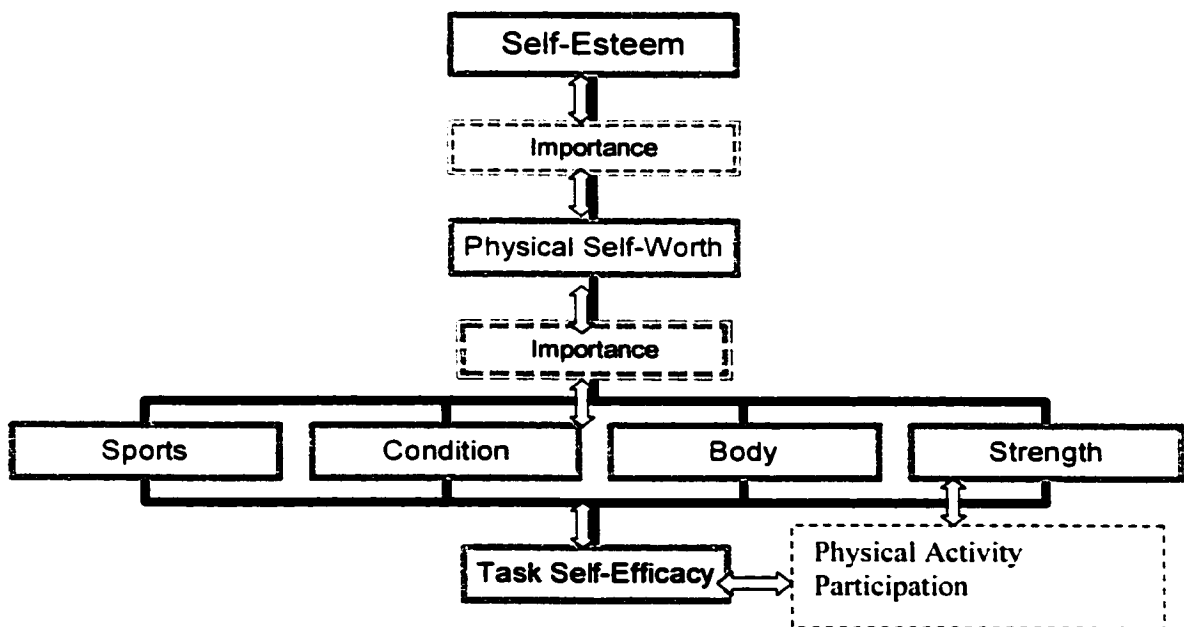 Self-Esteem
Importance
Physical Self-Worth
Importance
Sports
Condition
Body
Strength
Task Self-Efficacy
Physical Activity
Participation